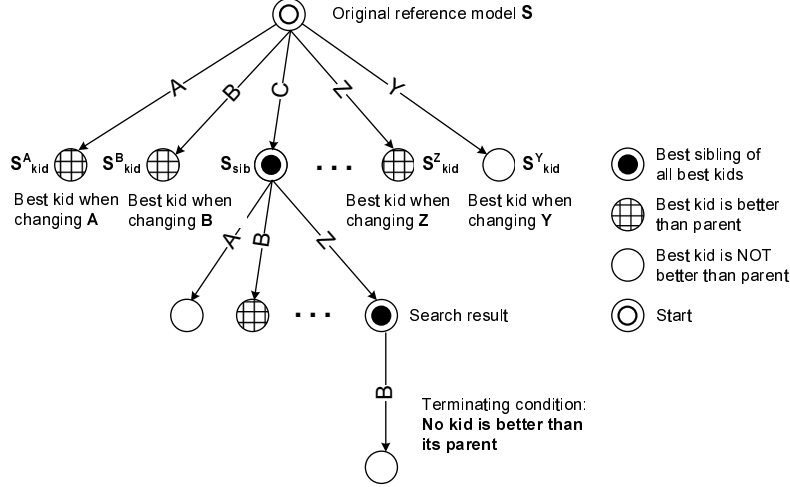 Original reference model S
A
B
C
Z
Y
S^A_kid
S^B_kid
S_sib
...
S^Z_kid
S^Y_kid
Best kid when
changing A
Best kid when
changing B
Best kid when
changing Z
Best kid when
changing Y
Best sibling of
all best kids
Best kid is better
than parent
Best kid is NOT
better than parent
Start
A
B
Z
...
Search result
B
Terminating condition:
No kid is better than
its parent